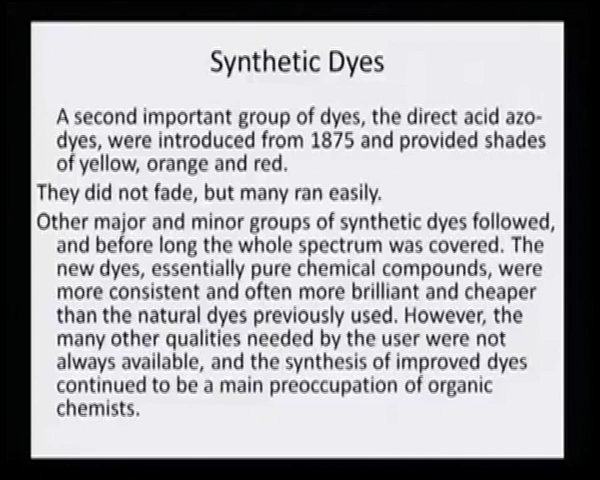 Synthetic Dyes
A second important group of dyes, the direct acid azo-
dyes, were introduced from 1875 and provided shades
of yellow, orange and red.
They did not fade, but many ran easily.
Other major and minor groups of synthetic dyes followed,
and before long the whole spectrum was covered. The
new dyes, essentially pure chemical compounds, were
more consistent and often more brilliant and cheaper
than the natural dyes previously used. However, the
many other qualities needed by the user were not
always available, and the synthesis of improved dyes
continued to be a main preoccupation of organic
chemists.